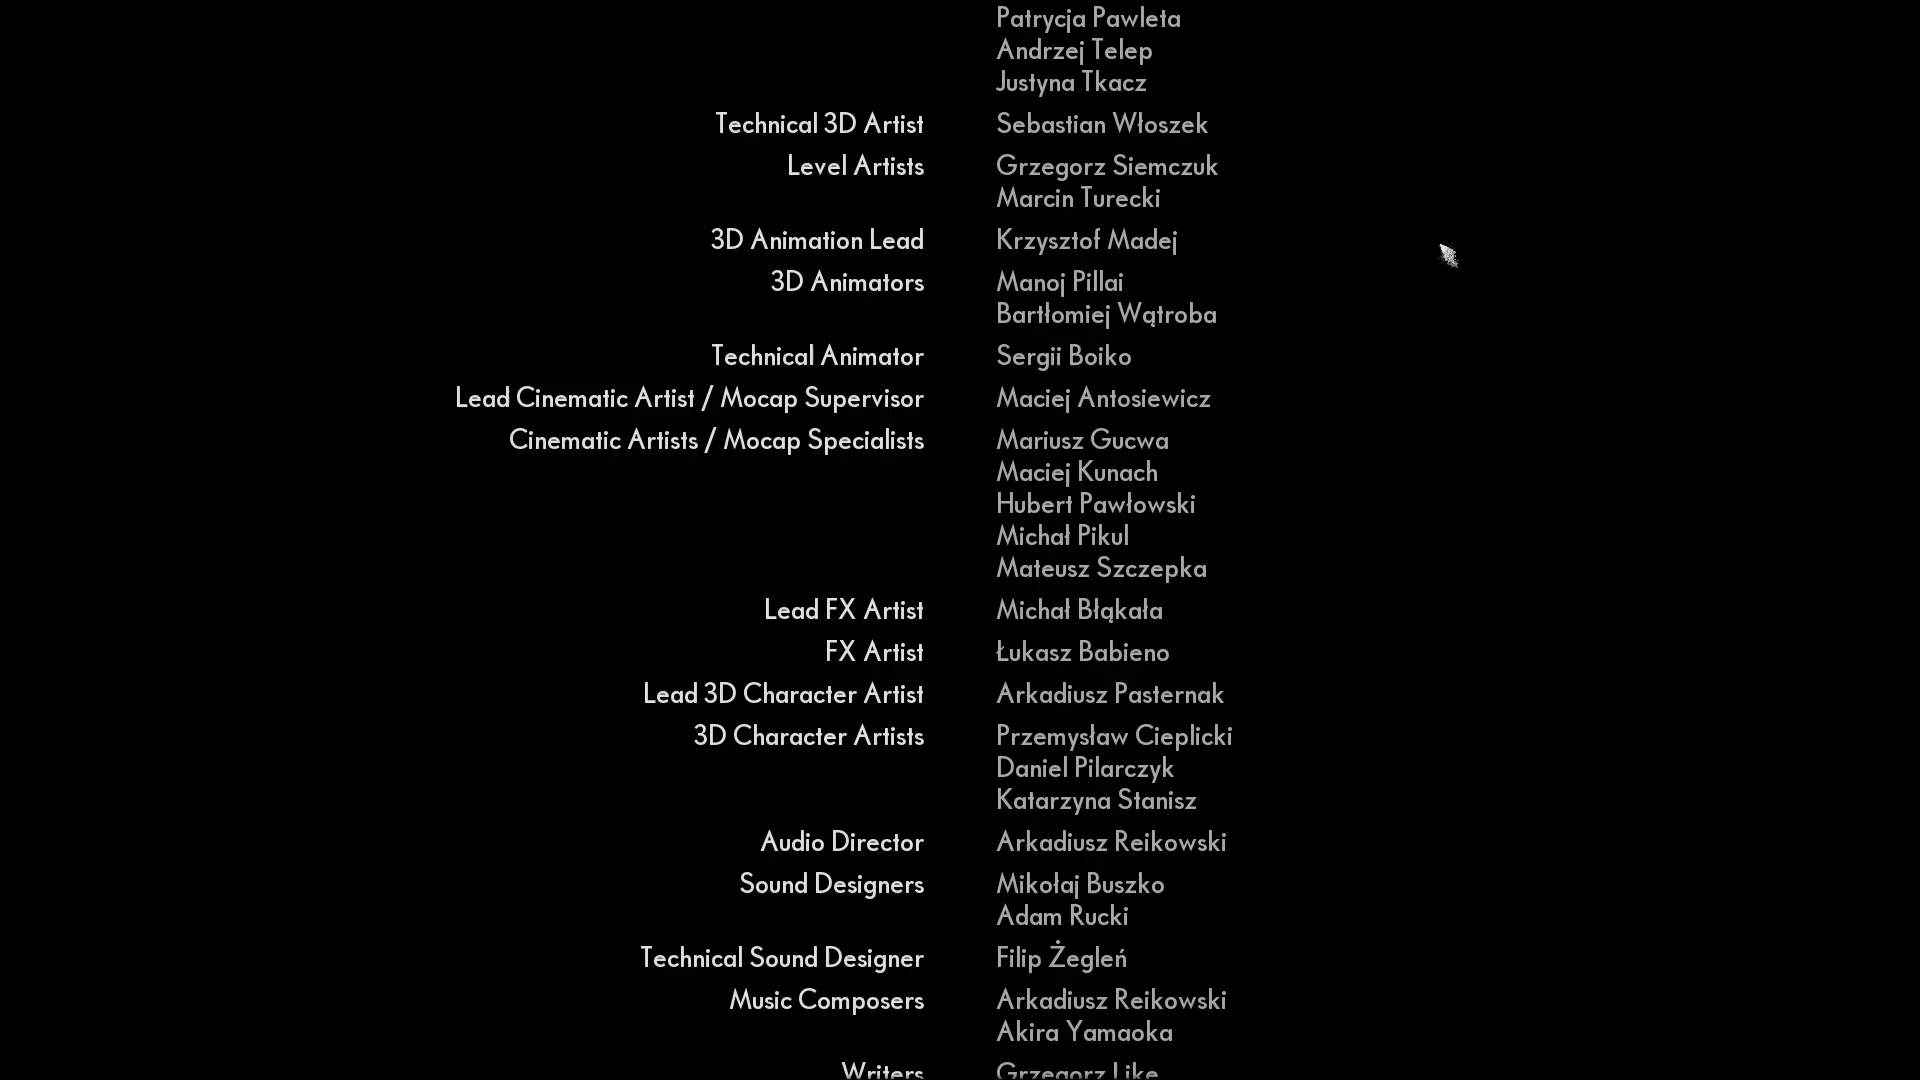 Patrycja Pawleta
Andrzej Telep
Justyna Tkacz
Technical 3D Artist Sebastian Włoszek
Level Artists Grzegorz Siemczuk
Marcin Turecki
3D Animation Lead Krzysztof Madej
3D Animators Manoj Pillai
Bartłomiej Wątroba
Technical Animator Sergii Boiko
Lead Cinematic Artist / Mocap Supervisor Maciej Antosiewicz
Cinematic Artists / Mocap Specialists Mariusz Gucwa
Maciej Kunach
Hubert Pawłowski
Michał Pikul
Mateusz Szczepka
Lead FX Artist Michał Błąkała
FX Artist Łukasz Babieno
Lead 3D Character Artist Arkadiusz Pasternak
3D Character Artists Przemysław Cieplicki
Daniel Pilarczyk
Katarzyna Stanisz
Audio Director Arkadiusz Reikowski
Sound Designers Mikołaj Buszko
Adam Rucki
Technical Sound Designer Filip Żegleń
Music Composers Arkadiusz Reikowski
Akira Yamaoka
Writers Grzegorz Like